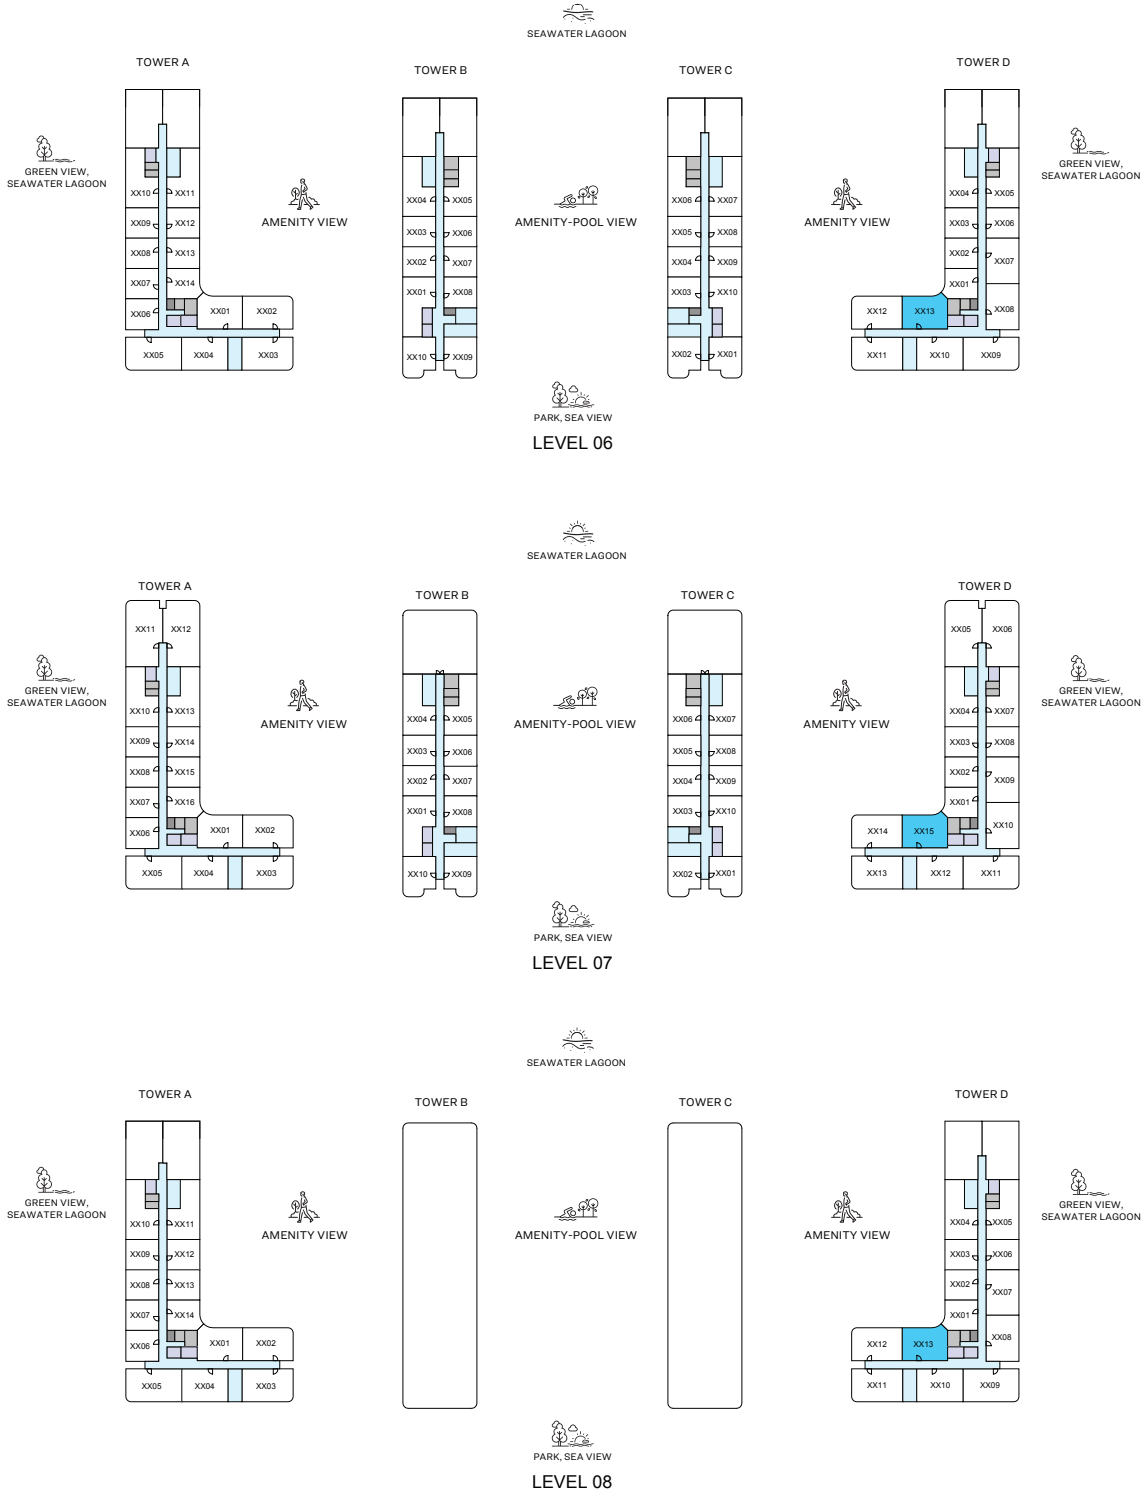 SEAWATER LAGOON
TOWER A
TOWER B
TOWER C
TOWER D
GREEN VIEW,
SEAWATER LAGOON
AMENITY VIEW
AMENITY-POOL VIEW
AMENITY VIEW
GREEN VIEW,
SEAWATER LAGOON
XX10 XX11
XX09 XX12
XX08 XX13
XX07 XX14
XX06 XX01 XX02
XX05 XX04 XX03
XX04 XX05
XX03 XX06
XX02 XX07
XX01 XX08
XX10 XX09
XX06 XX07
XX05 XX08
XX04 XX09
XX03 XX10
XX02 XX01
XX04 XX05
XX03 XX06
XX02 XX07
XX01
XX12 XX13 XX08
XX11 XX10 XX09
PARK, SEA VIEW
LEVEL 06
SEAWATER LAGOON
TOWER A
TOWER B
TOWER C
TOWER D
GREEN VIEW,
SEAWATER LAGOON
AMENITY VIEW
AMENITY-POOL VIEW
AMENITY VIEW
GREEN VIEW,
SEAWATER LAGOON
XX11 XX12
XX10 XX13
XX09 XX14
XX08 XX15
XX07 XX16
XX06 XX01 XX02
XX05 XX04 XX03
XX04 XX05
XX03 XX06
XX02 XX07
XX01 XX08
XX10 XX09
XX06 XX07
XX05 XX08
XX04 XX09
XX03 XX10
XX02 XX01
XX05 XX06
XX04 XX07
XX03 XX08
XX02 XX09
XX01
XX14 XX15 XX10
XX13 XX12 XX11
PARK, SEA VIEW
LEVEL 07
SEAWATER LAGOON
TOWER A
TOWER B
TOWER C
TOWER D
GREEN VIEW,
SEAWATER LAGOON
AMENITY VIEW
AMENITY-POOL VIEW
AMENITY VIEW
GREEN VIEW,
SEAWATER LAGOON
XX10 XX11
XX09 XX12
XX08 XX13
XX07 XX14
XX06 XX01 XX02
XX05 XX04 XX03
XX04 XX05
XX03 XX06
XX02 XX07
XX01
XX12 XX13 XX08
XX11 XX10 XX09
PARK, SEA VIEW
LEVEL 08